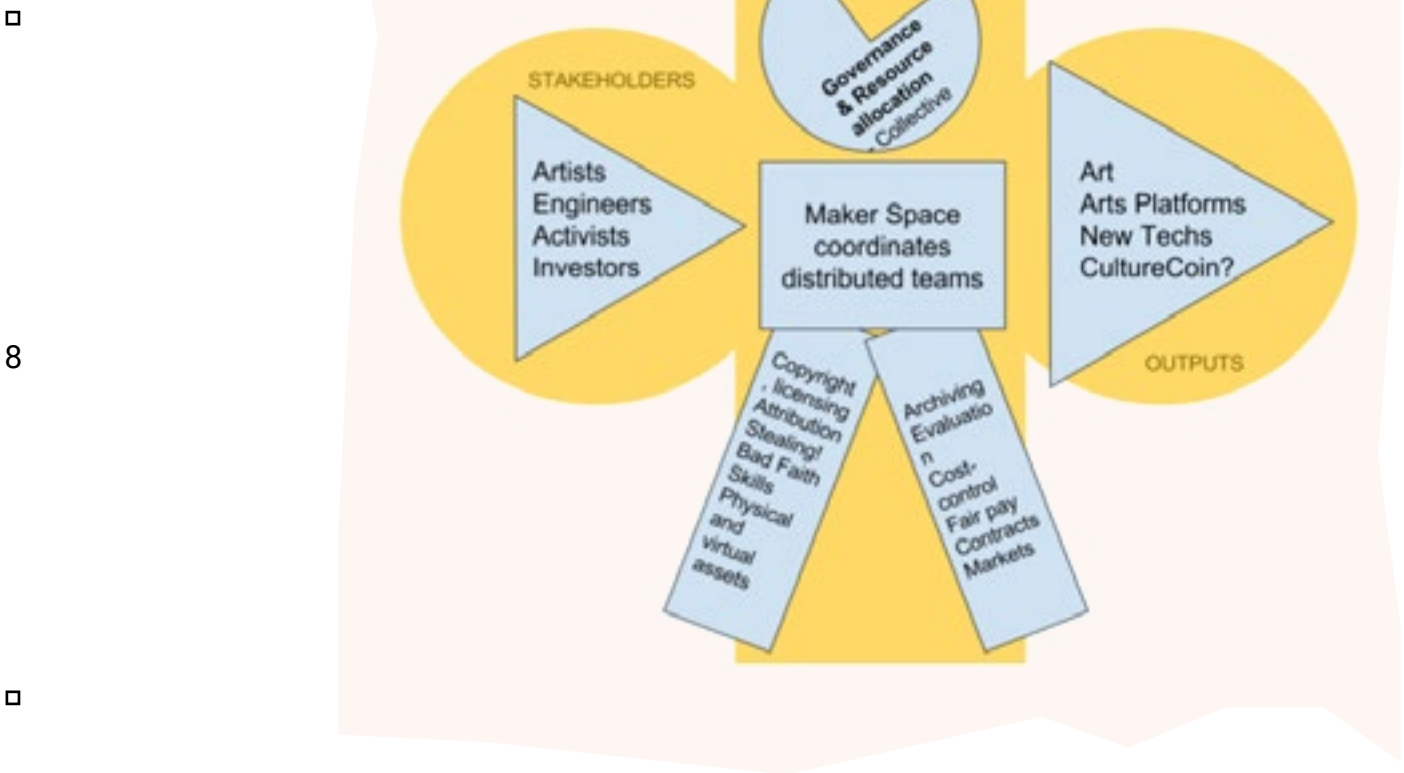 8
STAKEHOLDERS
Artists
Engineers
Activists
Investors
Governance
& Resource
allocation
- Collective
Maker Space
coordinates
distributed teams
Art
Arts Platforms
New Techs
CultureCoin?
OUTPUTS
Copyright
, licensing
Attribution
Stealing!
Bad Faith
Skills
Physical
and
virtual
assets
Archiving
Evaluatio
n
Cost-
control
Fair pay
Contracts
Markets